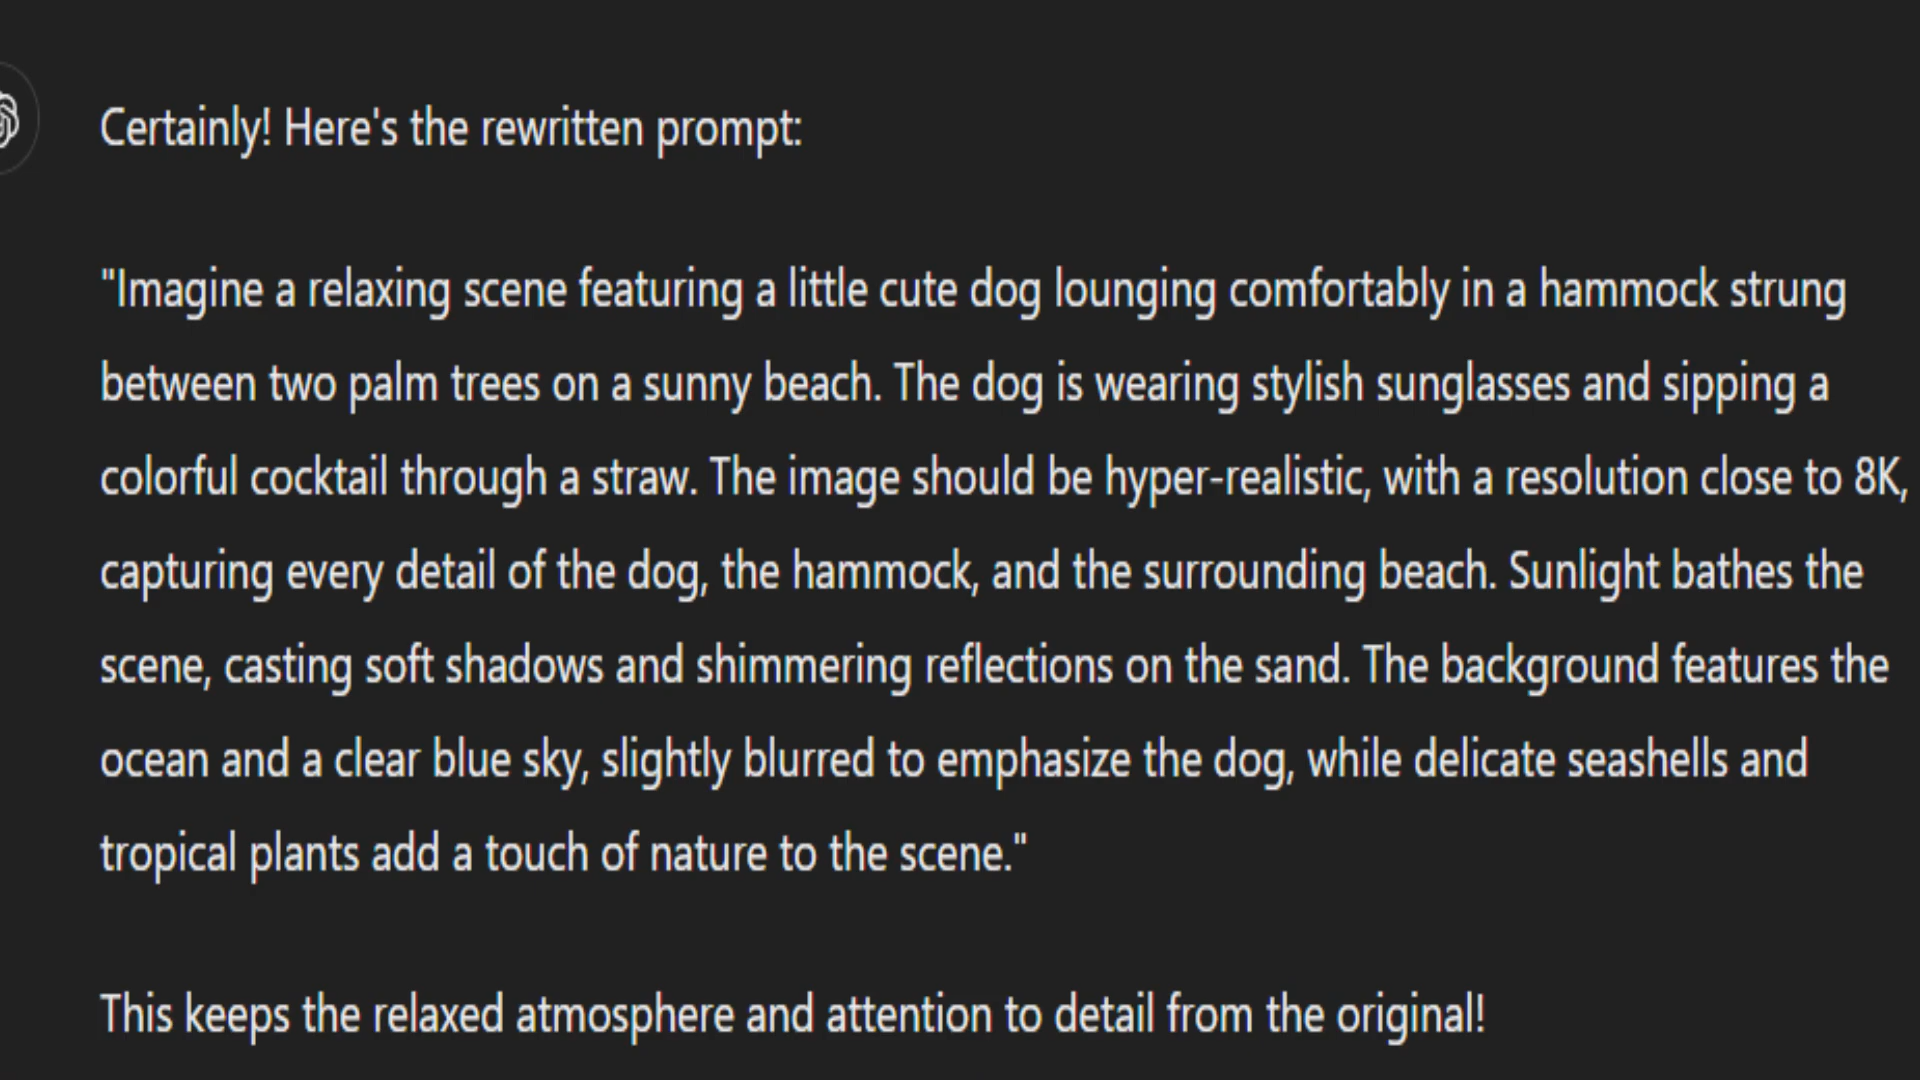 Certainly! Here's the rewritten prompt:
"Imagine a relaxing scene featuring a little cute dog lounging comfortably in a hammock strung
between two palm trees on a sunny beach. The dog is wearing stylish sunglasses and sipping a
colorful cocktail through a straw. The image should be hyper-realistic, with a resolution close to 8K,
capturing every detail of the dog, the hammock, and the surrounding beach. Sunlight bathes the
scene, casting soft shadows and shimmering reflections on the sand. The background features the
ocean and a clear blue sky, slightly blurred to emphasize the dog, while delicate seashells and
tropical plants add a touch of nature to the scene."
This keeps the relaxed atmosphere and attention to detail from the original!